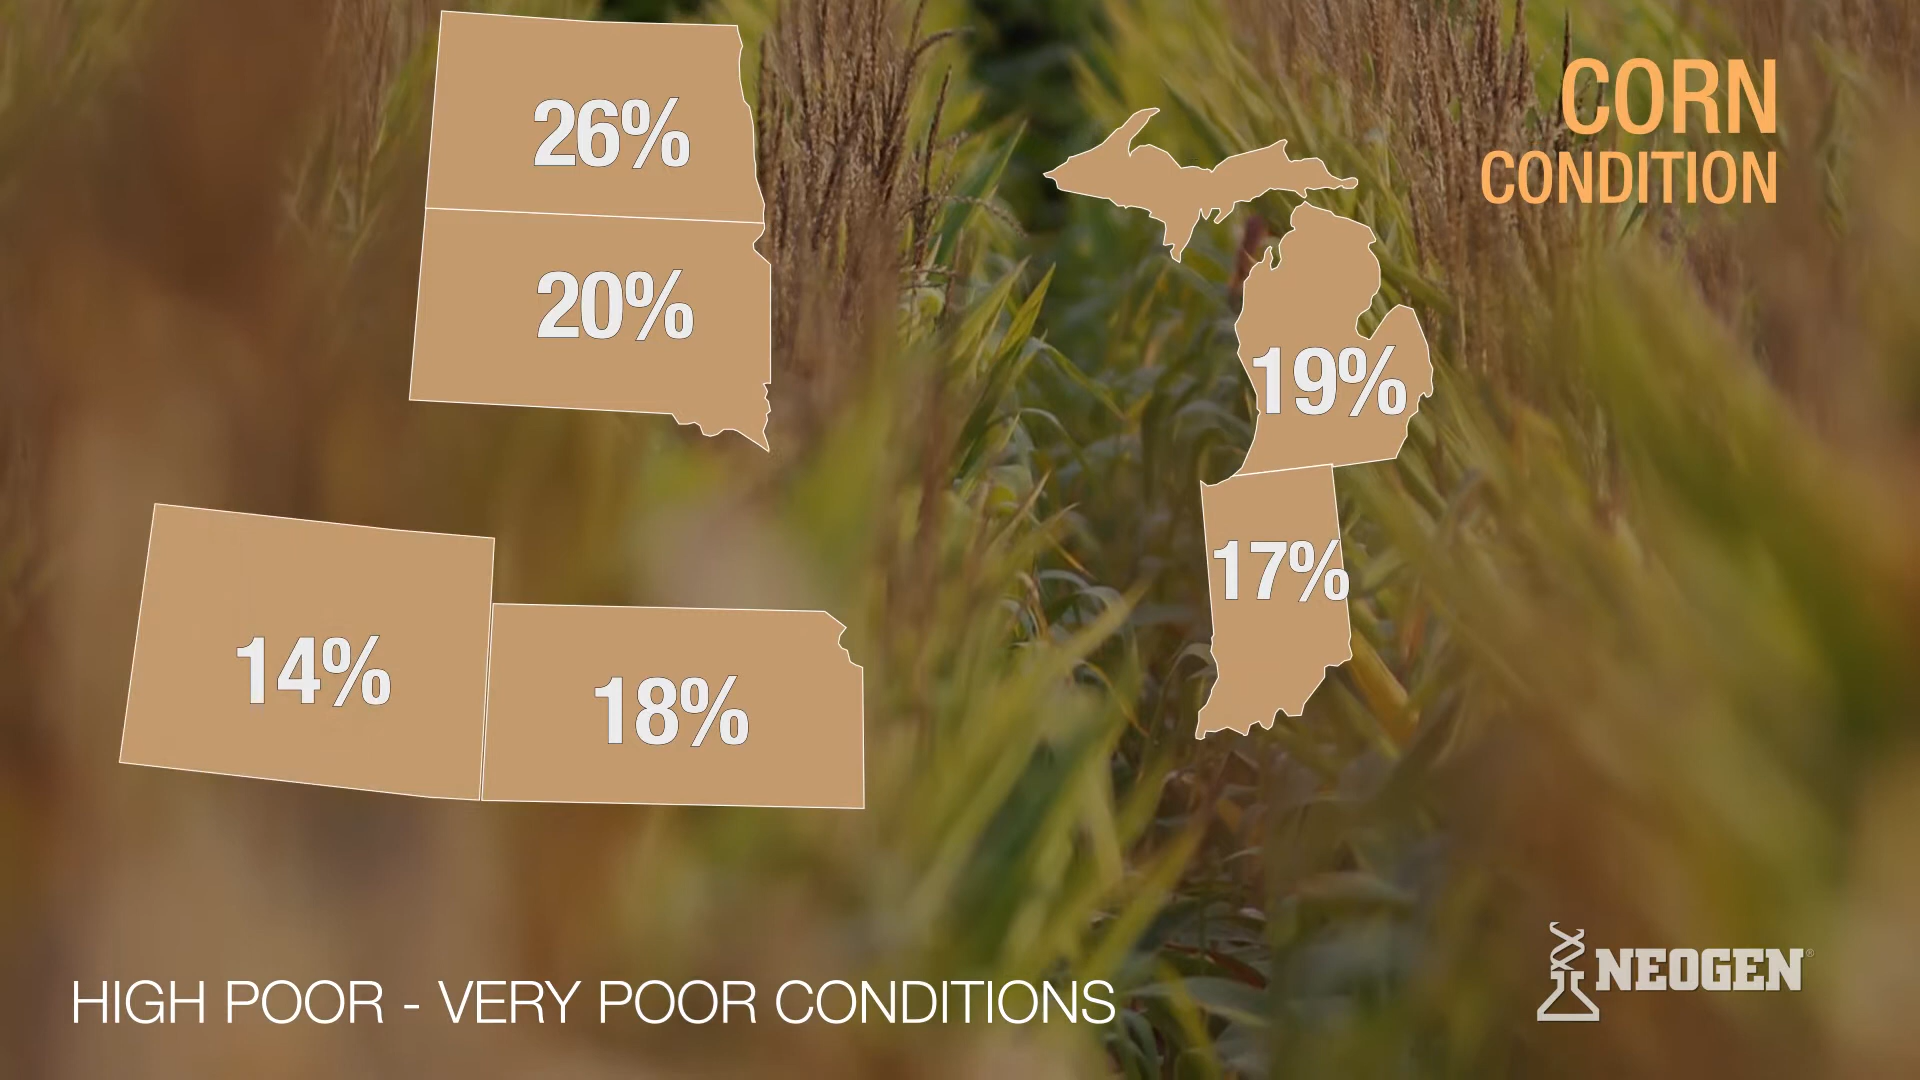 CORN
CONDITION
26%
20%
19%
17%
14%
18%
HIGH POOR - VERY POOR CONDITIONS
NEOGEN®